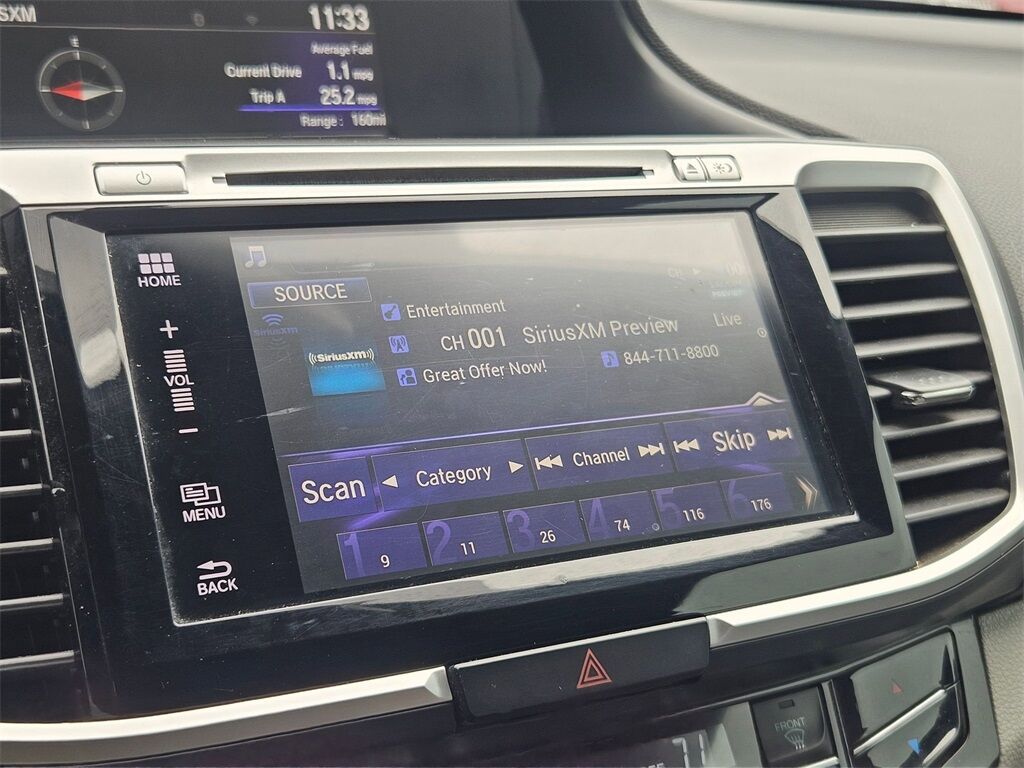 SXM
11:33
E
Average Fuel
Current Drive 1.1 mpg
Trip A 25.2 mpg
Range : 160mi
HOME
SOURCE
Entertainment
siriusxm
CH 001 SiriusXM Preview Live
((SiriusXM))
Great Offer Now! 844-711-8800
+
VOL
-
Scan
Category
Channel
Skip
MENU
1 9
2 11
3 26
4 74
5 116
6 176
BACK
FRONT
71